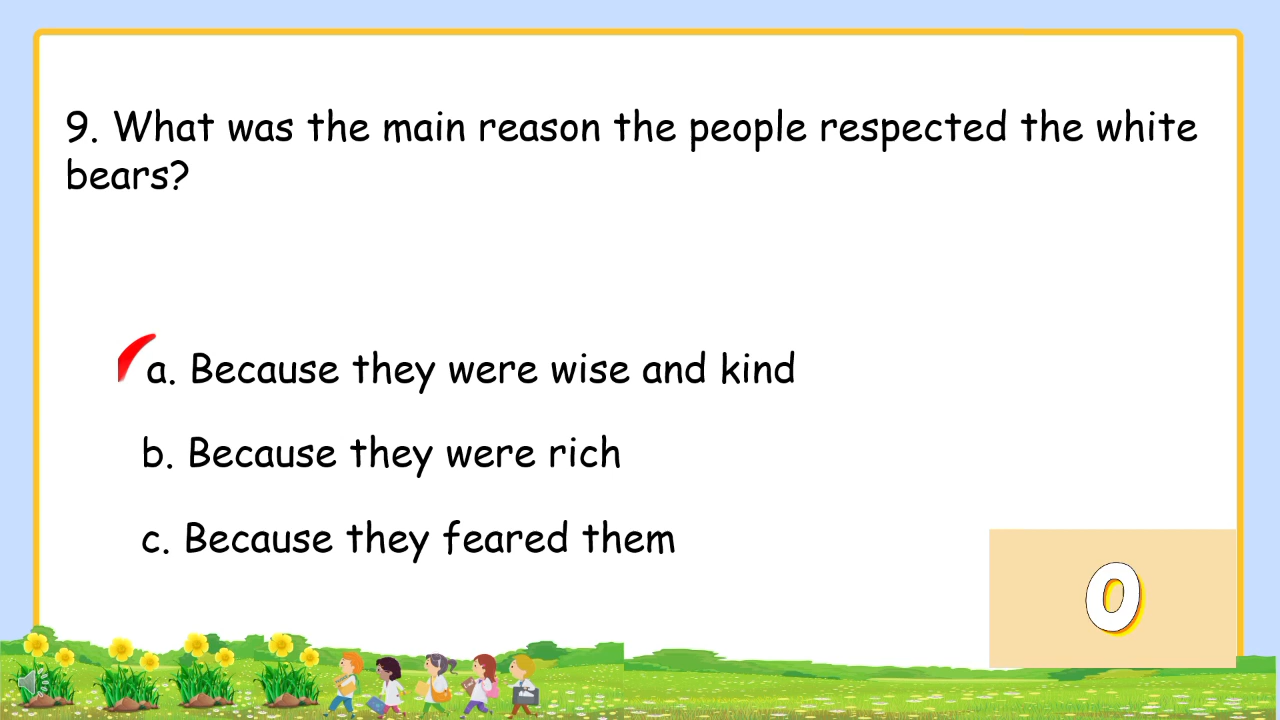 9. What was the main reason the people respected the white
bears?
a. Because they were wise and kind
b. Because they were rich
c. Because they feared them
0